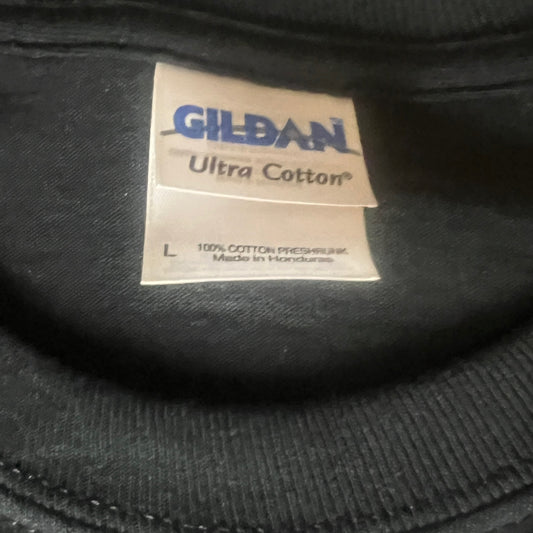 GILDAN
Ultra Cotton®
L 100% COTTON PRESHRUNK
Made in Honduras